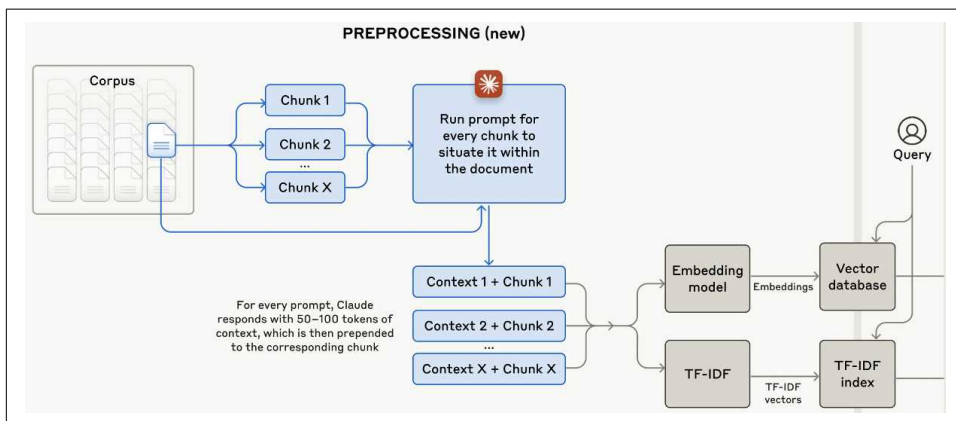 PREPROCESSING (new)
Corpus
Chunk 1
Chunk 2
...
Chunk X
Run prompt for
every chunk to
situate it within
the document
Query
Context 1 + Chunk 1
Context 2 + Chunk 2
...
Context X + Chunk X
For every prompt, Claude
responds with 50–100 tokens of
context, which is then prepended
to the corresponding chunk
Embedding
model
Embeddings
Vector
database
TF-IDF
TF-IDF
vectors
TF-IDF
index